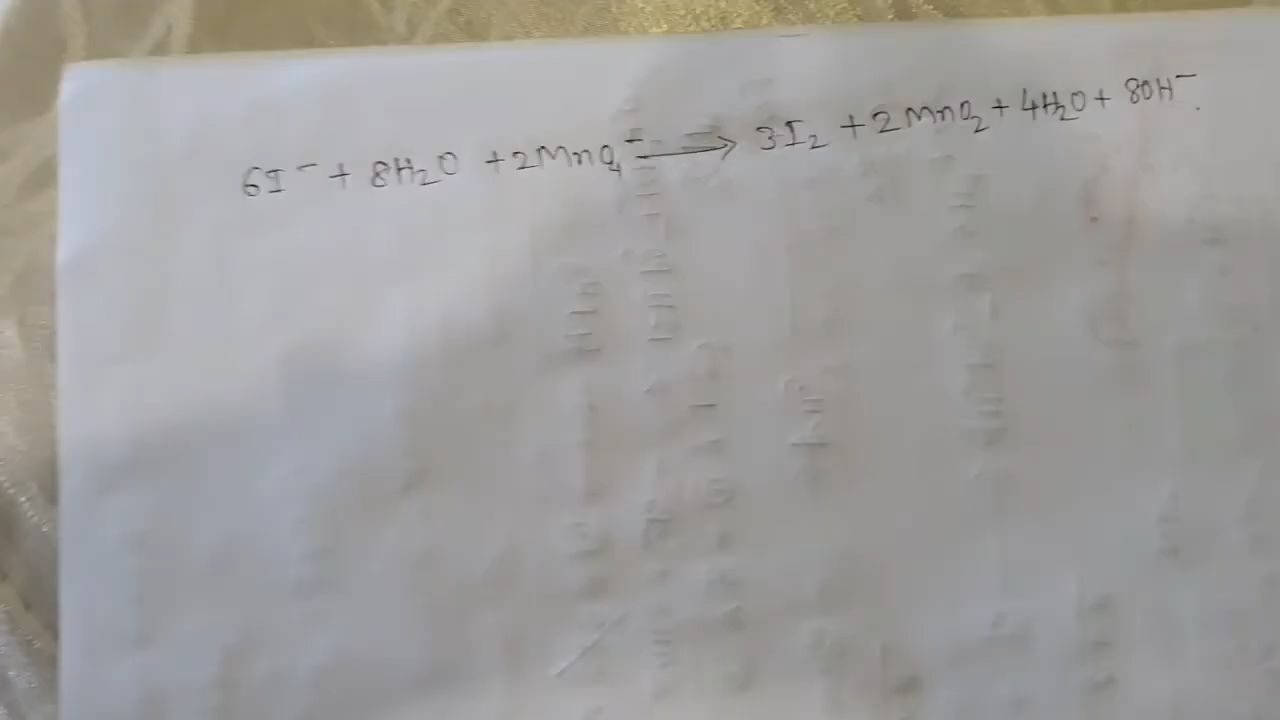 6I⁻ + 8H₂O + 2MnO₄⁻ ⟶ 3I₂ + 2MnO₂ + 4H₂O + 8OH⁻.